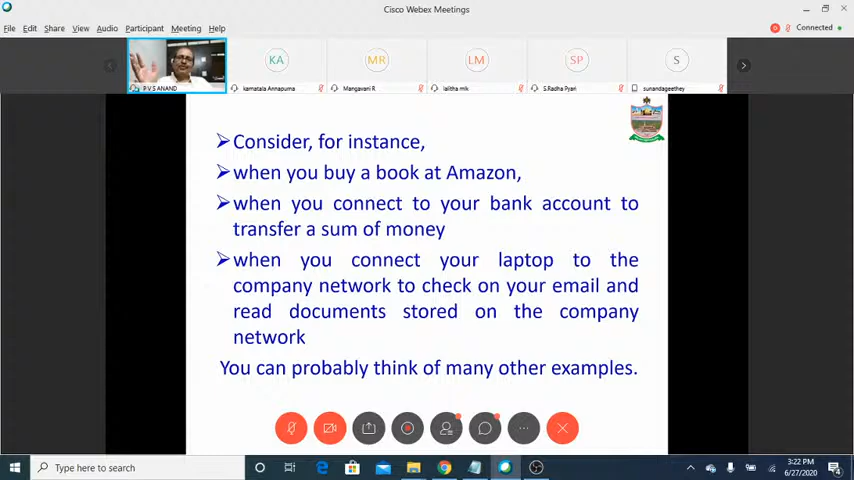 Cisco Webex Meetings
File Edit Share View Audio Participant Meeting Help
Connected
KA
MR
LM
SP
S
P V S ANAND
kamatala Annapurna
Mangavani R
lalitha mlk
S.Radha Pyari
sunandageethey
Consider, for instance,
when you buy a book at Amazon,
when you connect to your bank account to
transfer a sum of money
when you connect your laptop to the
company network to check on your email and
read documents stored on the company
network
You can probably think of many other examples.
Type here to search
3:22 PM
6/27/2020
4